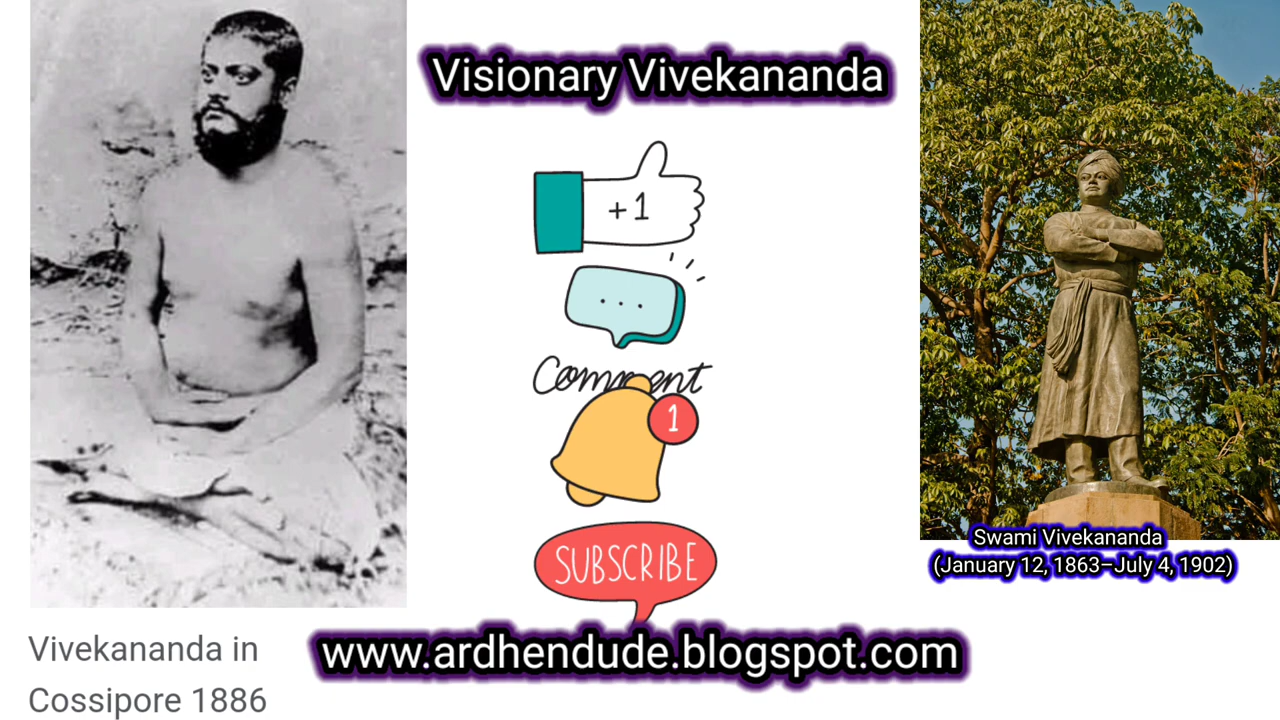 Visionary Vivekananda
+1
...
Comment
1
SUBSCRIBE
Swami Vivekananda
(January 12, 1863–July 4, 1902)
www.ardhendude.blogspot.com
Vivekananda in
Cossipore 1886